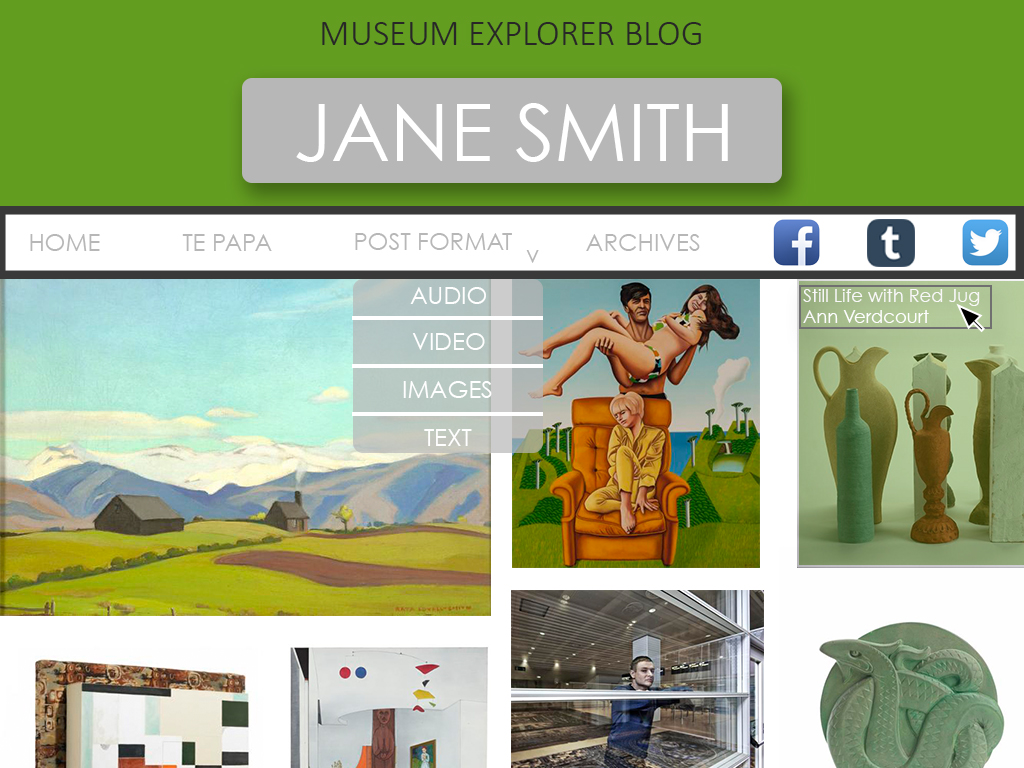 MUSEUM EXPLORER BLOG
JANE SMITH
HOME
TE PAPA
POST FORMAT
v
ARCHIVES
f
t
AUDIO
VIDEO
IMAGES
TEXT
Still Life with Red Jug
Ann Verdcourt